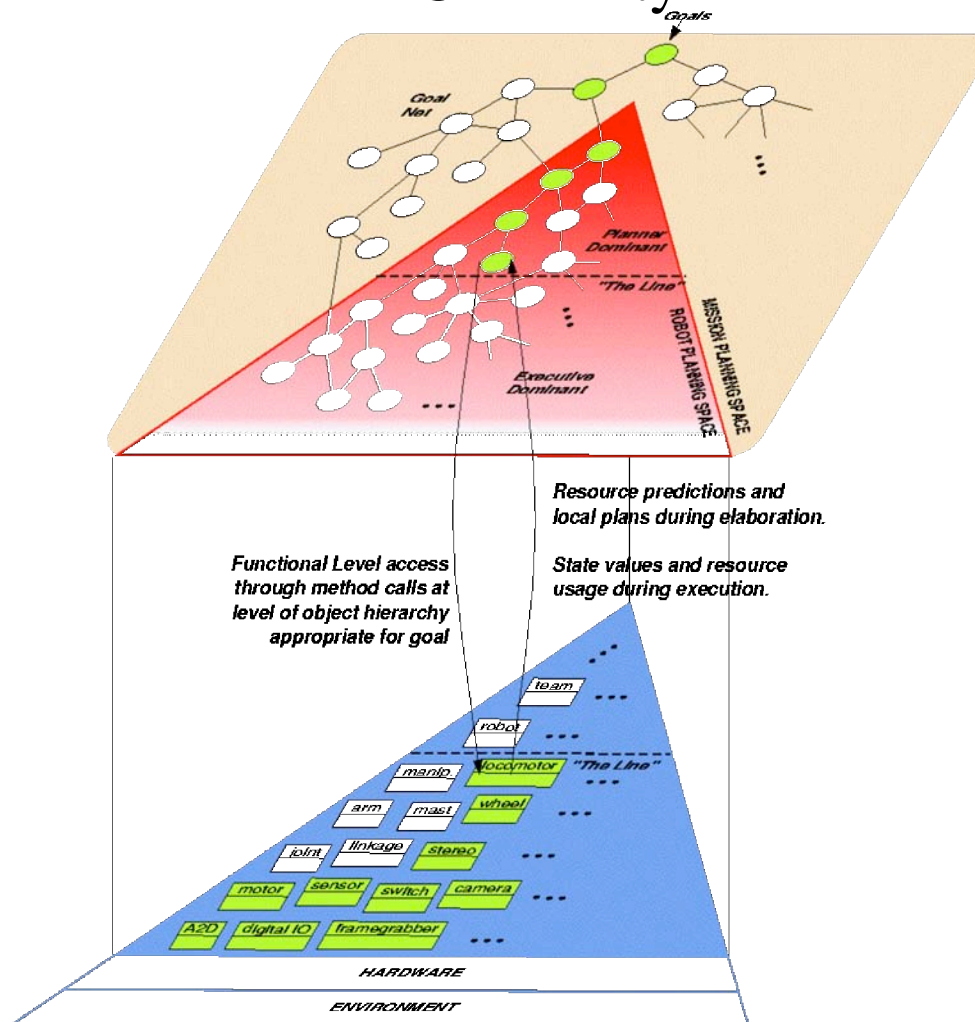 Goals
Goal
Net
Planner
Dominant
"The Line"
MISSION PLANNING SPACE
ROBOT PLANNING SPACE
Executive
Dominant
Resource predictions and
local plans during elaboration.
Functional Level access
through method calls at
level of object hierarchy
appropriate for goal
State values and resource
usage during execution.
team
robot
manip.
locomotor
"The Line"
arm
mast
wheel
joint
linkage
stereo
motor
sensor
switch
camera
A2D
digital IO
framegrabber
HARDWARE
ENVIRONMENT